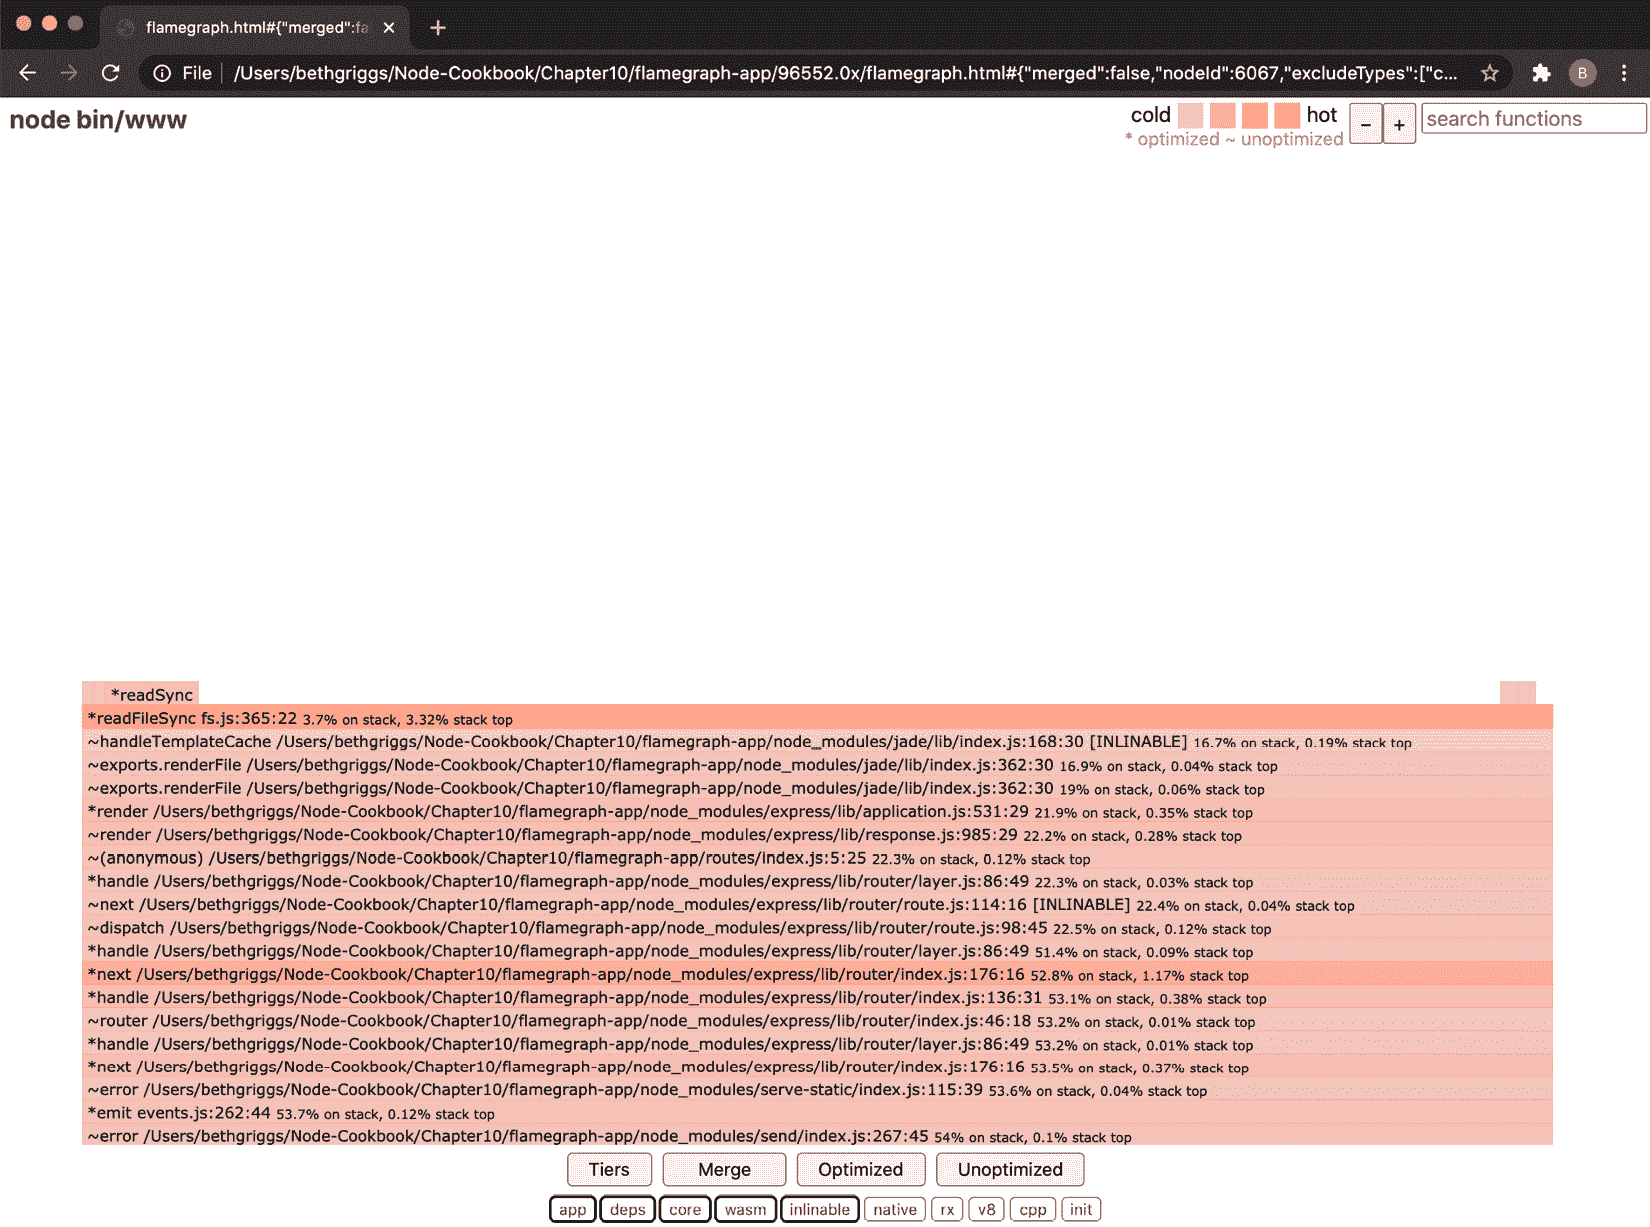 flamegraph.html#{"merged":fa
File /Users/bethgriggs/Node-Cookbook/Chapter10/flamegraph-app/96552.0x/flamegraph.html#{"merged":false,"nodeId":6067,"excludeTypes":["c... B
node bin/www
cold hot - + search functions
* optimized ~ unoptimized
*readSync
*readFileSync fs.js:365:22 3.7% on stack, 3.32% stack top
~handleTemplateCache /Users/bethgriggs/Node-Cookbook/Chapter10/flamegraph-app/node_modules/jade/lib/index.js:168:30 [INLINABLE] 16.7% on stack, 0.19% stack top
~exports.renderFile /Users/bethgriggs/Node-Cookbook/Chapter10/flamegraph-app/node_modules/jade/lib/index.js:362:30 16.9% on stack, 0.04% stack top
~exports.renderFile /Users/bethgriggs/Node-Cookbook/Chapter10/flamegraph-app/node_modules/jade/lib/index.js:362:30 19% on stack, 0.06% stack top
*render /Users/bethgriggs/Node-Cookbook/Chapter10/flamegraph-app/node_modules/express/lib/application.js:531:29 21.9% on stack, 0.35% stack top
~render /Users/bethgriggs/Node-Cookbook/Chapter10/flamegraph-app/node_modules/express/lib/response.js:985:29 22.2% on stack, 0.28% stack top
~(anonymous) /Users/bethgriggs/Node-Cookbook/Chapter10/flamegraph-app/routes/index.js:5:25 22.3% on stack, 0.12% stack top
*handle /Users/bethgriggs/Node-Cookbook/Chapter10/flamegraph-app/node_modules/express/lib/router/layer.js:86:49 22.3% on stack, 0.03% stack top
~next /Users/bethgriggs/Node-Cookbook/Chapter10/flamegraph-app/node_modules/express/lib/router/route.js:114:16 [INLINABLE] 22.4% on stack, 0.04% stack top
~dispatch /Users/bethgriggs/Node-Cookbook/Chapter10/flamegraph-app/node_modules/express/lib/router/route.js:98:45 22.5% on stack, 0.12% stack top
*handle /Users/bethgriggs/Node-Cookbook/Chapter10/flamegraph-app/node_modules/express/lib/router/layer.js:86:49 51.4% on stack, 0.09% stack top
*next /Users/bethgriggs/Node-Cookbook/Chapter10/flamegraph-app/node_modules/express/lib/router/index.js:176:16 52.8% on stack, 1.17% stack top
*handle /Users/bethgriggs/Node-Cookbook/Chapter10/flamegraph-app/node_modules/express/lib/router/index.js:136:31 53.1% on stack, 0.38% stack top
~router /Users/bethgriggs/Node-Cookbook/Chapter10/flamegraph-app/node_modules/express/lib/router/index.js:46:18 53.2% on stack, 0.01% stack top
*handle /Users/bethgriggs/Node-Cookbook/Chapter10/flamegraph-app/node_modules/express/lib/router/layer.js:86:49 53.2% on stack, 0.01% stack top
*next /Users/bethgriggs/Node-Cookbook/Chapter10/flamegraph-app/node_modules/express/lib/router/index.js:176:16 53.5% on stack, 0.37% stack top
~error /Users/bethgriggs/Node-Cookbook/Chapter10/flamegraph-app/node_modules/serve-static/index.js:115:39 53.6% on stack, 0.04% stack top
*emit events.js:262:44 53.7% on stack, 0.12% stack top
~error /Users/bethgriggs/Node-Cookbook/Chapter10/flamegraph-app/node_modules/send/index.js:267:45 54% on stack, 0.1% stack top
Tiers Merge Optimized Unoptimized
app deps core wasm inlinable native rx v8 cpp init